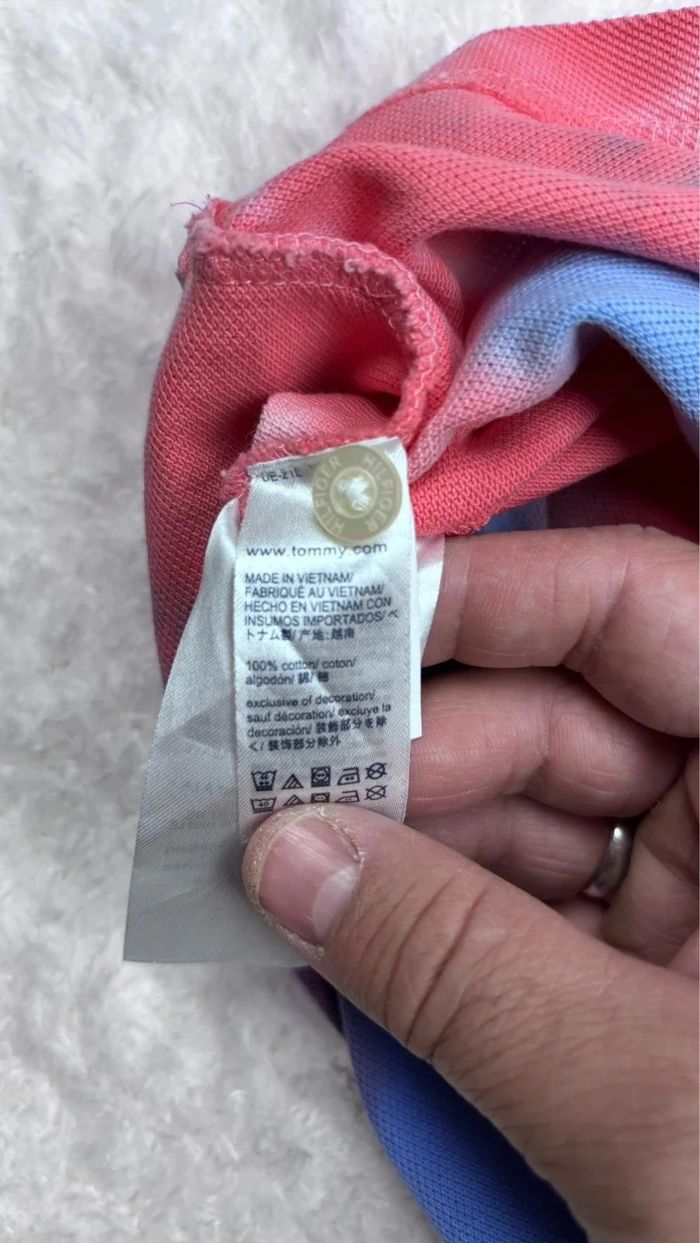 HILFIGER HILFIGER
www.tommy.com
MADE IN VIETNAM/
FABRIQUÉ AU VIETNAM/
HECHO EN VIETNAM CON
INSUMOS IMPORTADOS/ ベ
トナム製/ 产地:越南
100% cotton/ coton/
algodón/ 綿/ 棉
exclusive of decoration/
sauf décoration/ excluye la
decoración/ 装飾部分を除
く/ 装饰部分除外
40